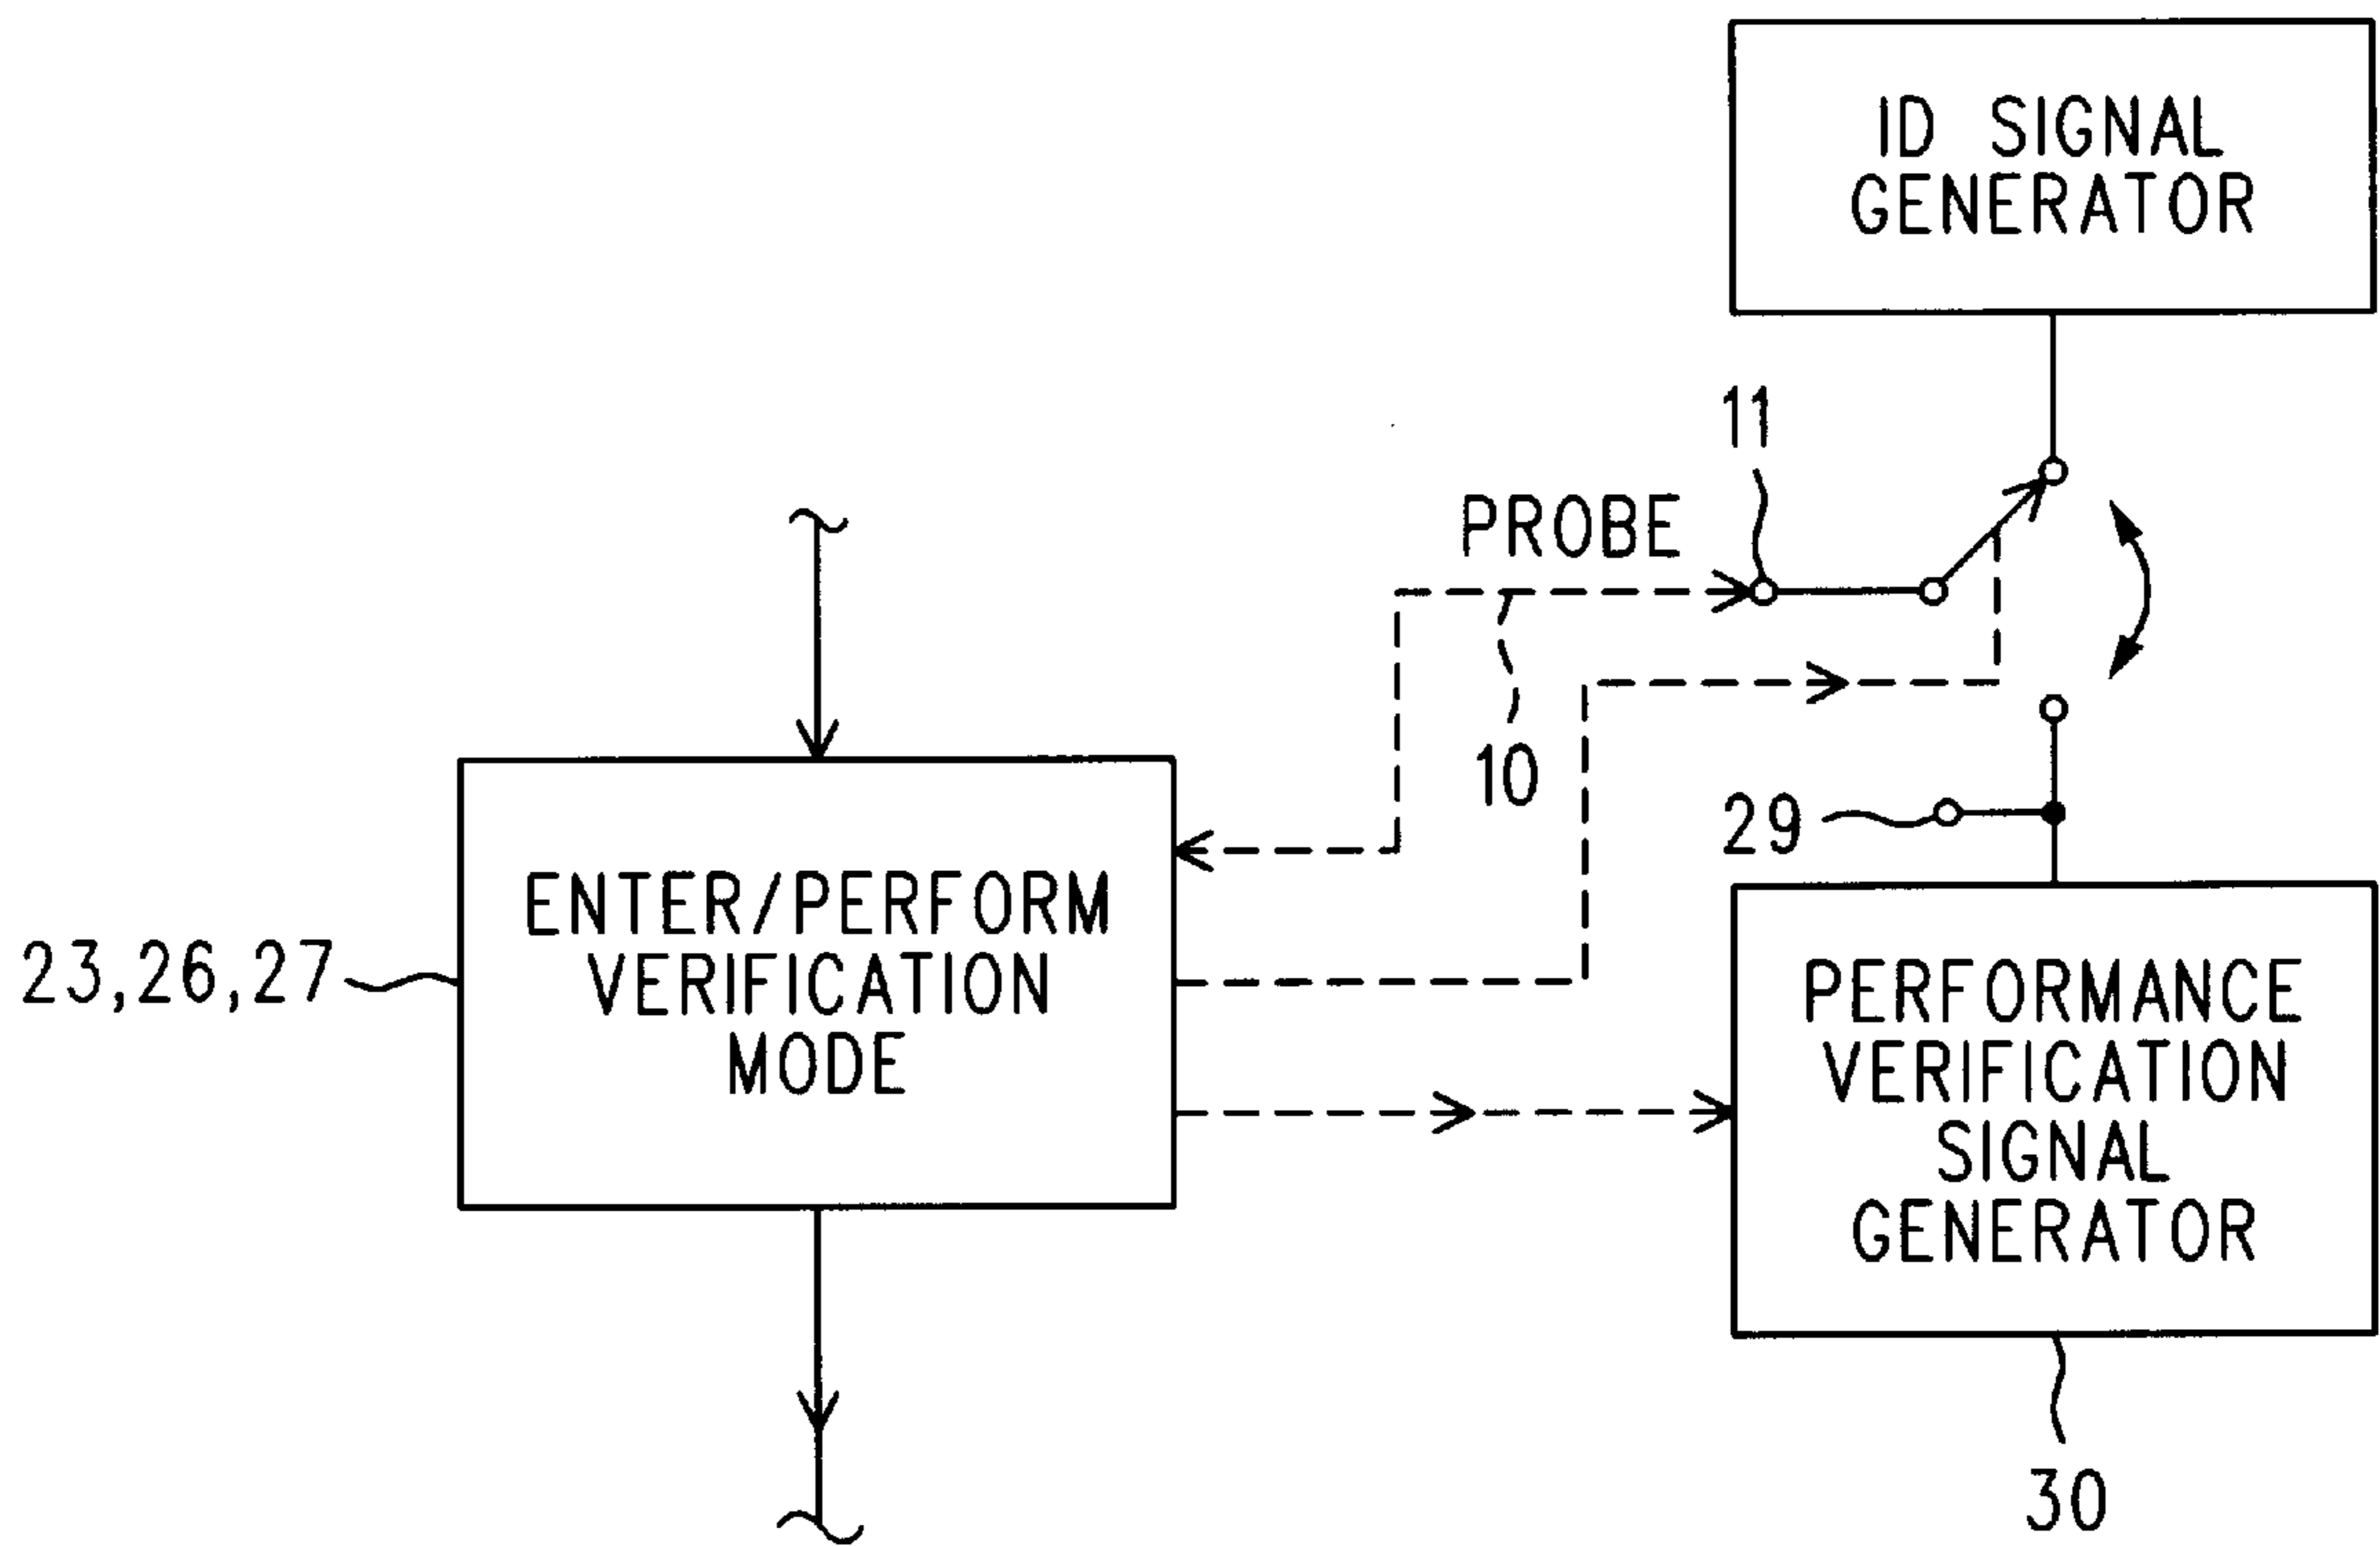 ID SIGNAL
GENERATOR
11
PROBE
10
29
23,26,27
ENTER/PERFORM
VERIFICATION
MODE
PERFORMANCE
VERIFICATION
SIGNAL
GENERATOR
30